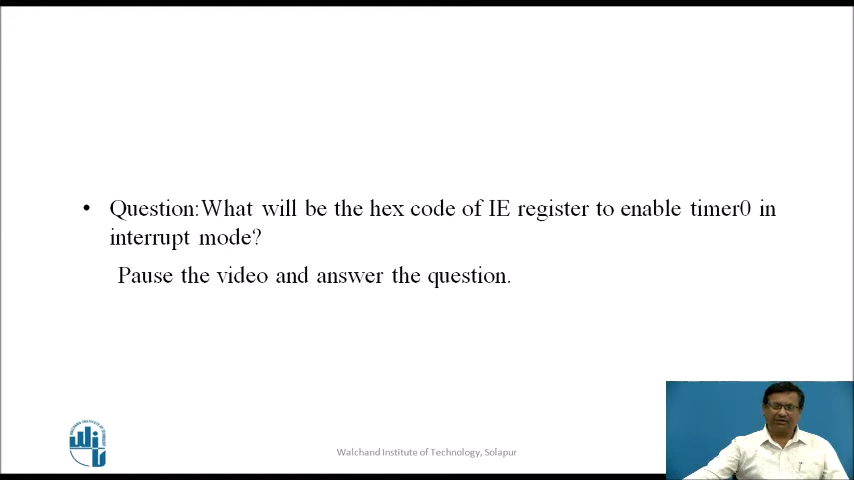 • Question:What will be the hex code of IE register to enable timer0 in
interrupt mode?
Pause the video and answer the question.
Walchand Institute of Technology, Solapur